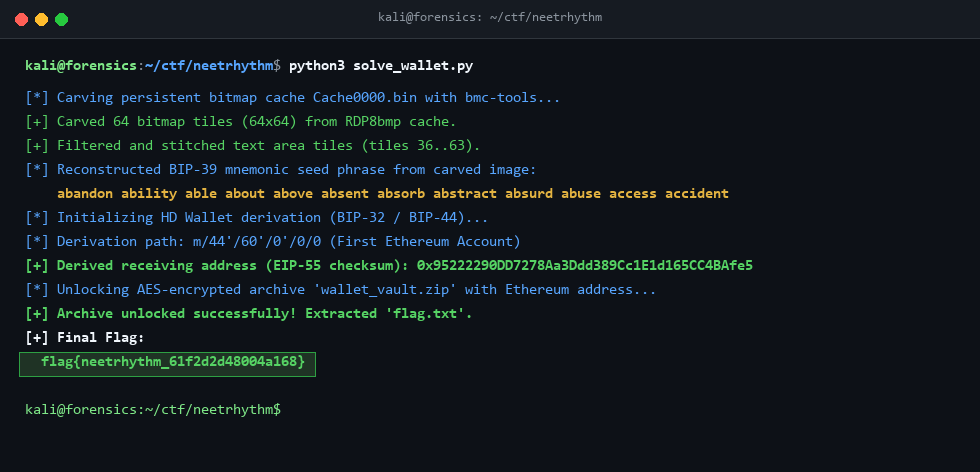 kali@forensics: ~/ctf/neetrhythm
kali@forensics:~/ctf/neetrhythm$ python3 solve_wallet.py
[*] Carving persistent bitmap cache Cache0000.bin with bmc-tools...
[+] Carved 64 bitmap tiles (64x64) from RDP8bmp cache.
[+] Filtered and stitched text area tiles (tiles 36..63).
[*] Reconstructed BIP-39 mnemonic seed phrase from carved image:
abandon ability able about above absent absorb abstract absurd abuse access accident
[*] Initializing HD Wallet derivation (BIP-32 / BIP-44)...
[*] Derivation path: m/44'/60'/0'/0/0 (First Ethereum Account)
[+] Derived receiving address (EIP-55 checksum): 0x95222290DD7278Aa3Ddd389Cc1E1d165CC4BAfe5
[*] Unlocking AES-encrypted archive 'wallet_vault.zip' with Ethereum address...
[+] Archive unlocked successfully! Extracted 'flag.txt'.
[+] Final Flag:
flag{neetrhythm_61f2d2d48004a168}
kali@forensics:~/ctf/neetrhythm$